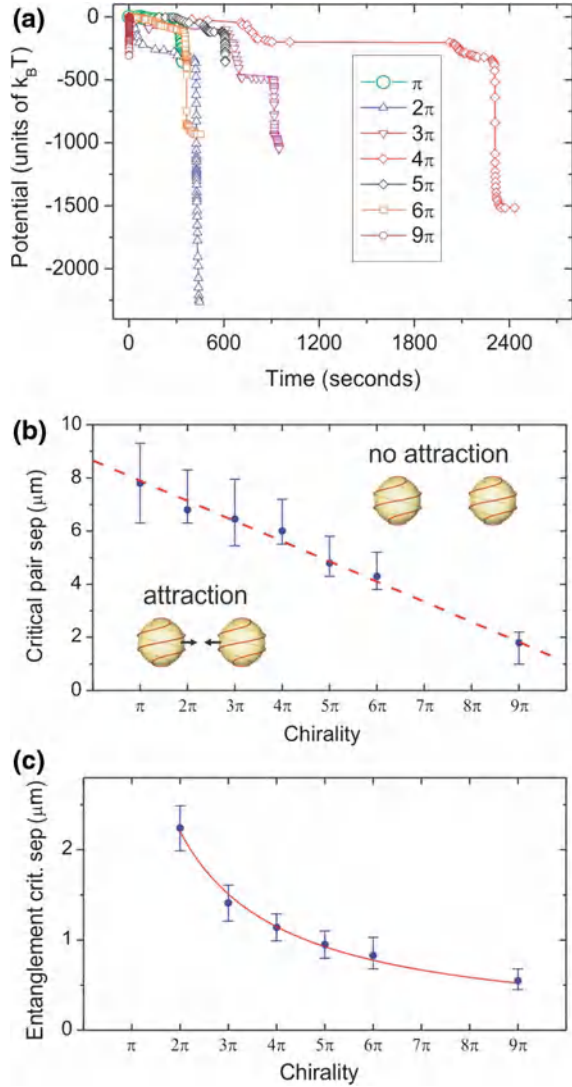 (a)
0
-500
-1000
-1500
-2000
Potential (units of k_BT)
π
2π
3π
4π
5π
6π
9π
0 600 1200 1800 2400
Time (seconds)
(b)
10
8
6
4
2
0
Critical pair sep (μm)
no attraction
attraction
π 2π 3π 4π 5π 6π 7π 8π 9π
Chirality
(c)
2
1
0
Entanglement crit. sep (μm)
π 2π 3π 4π 5π 6π 7π 8π 9π
Chirality